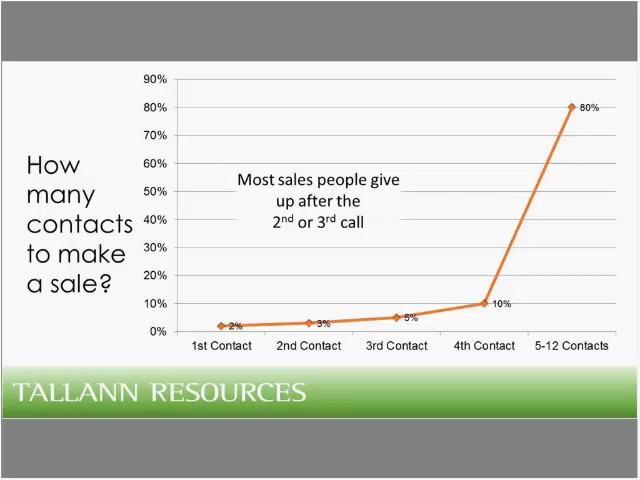 90%
80%
70%
60%
50%
40%
30%
20%
10%
0%
How
many
contacts
to make
a sale?
Most sales people give
up after the
2nd or 3rd call
2%
3%
5%
10%
80%
1st Contact
2nd Contact
3rd Contact
4th Contact
5-12 Contacts
TALLANN RESOURCES